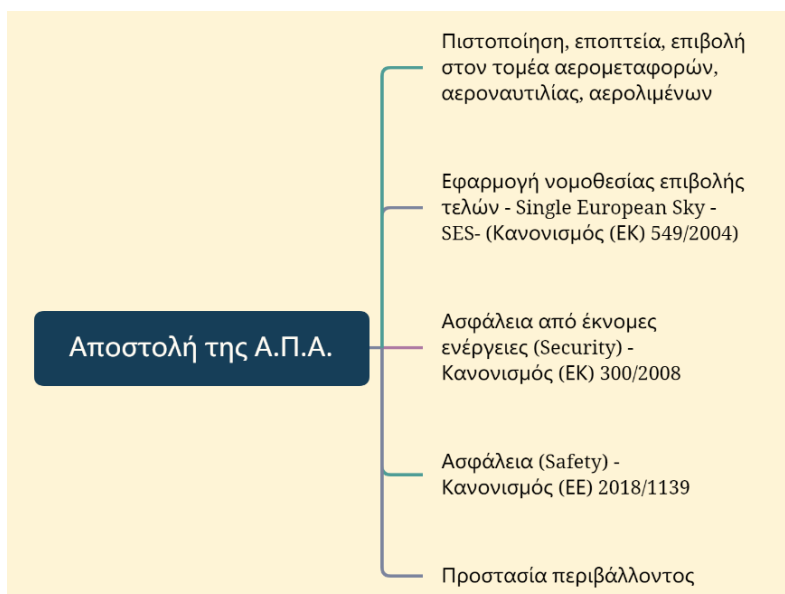 Πιστοποίηση, εποπτεία, επιβολή
στον τομέα αερομεταφορών,
αεροναυτιλίας, αερολιμένων
Εφαρμογή νομοθεσίας επιβολής
τελών - Single European Sky -
SES- (Κανονισμός (ΕΚ) 549/2004)
Αποστολή της Α.Π.Α.
Ασφάλεια από έκνομες
ενέργειες (Security) -
Κανονισμός (ΕΚ) 300/2008
Ασφάλεια (Safety) -
Κανονισμός (ΕΕ) 2018/1139
Προστασία περιβάλλοντος